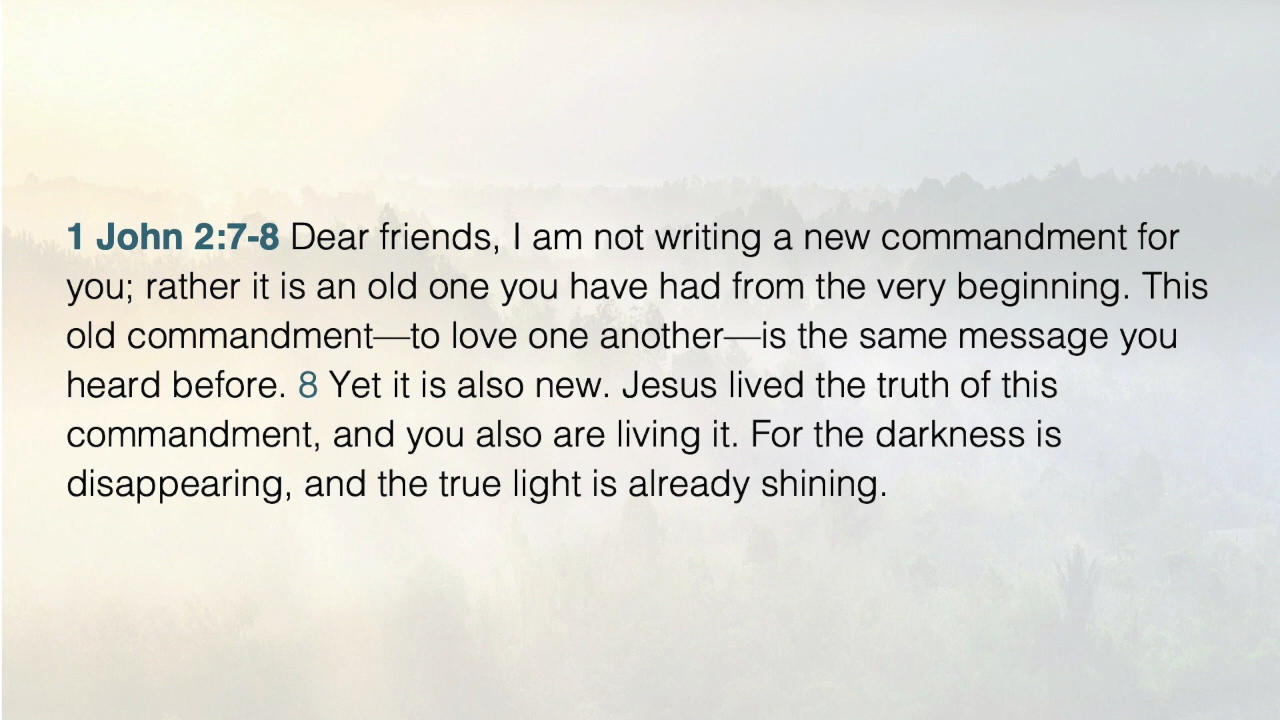 1 John 2:7-8 Dear friends, I am not writing a new commandment for
you; rather it is an old one you have had from the very beginning. This
old commandment—to love one another—is the same message you
heard before. 8 Yet it is also new. Jesus lived the truth of this
commandment, and you also are living it. For the darkness is
disappearing, and the true light is already shining.